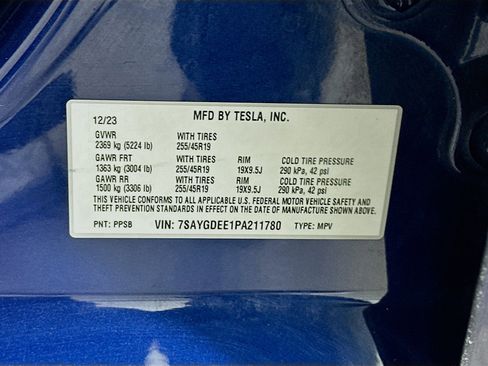 12/23 MFD BY TESLA, INC.
GVWR WITH TIRES
2369 kg (5224 lb) 255/45R19
GAWR FRT WITH TIRES RIM COLD TIRE PRESSURE
1363 kg (3004 lb) 255/45R19 19X9.5J 290 kPa, 42 psi
GAWR RR WITH TIRES RIM COLD TIRE PRESSURE
1500 kg (3306 lb) 255/45R19 19X9.5J 290 kPa, 42 psi
THIS VEHICLE CONFORMS TO ALL APPLICABLE U.S. FEDERAL MOTOR VEHICLE SAFETY AND
THEFT PREVENTION STANDARDS IN EFFECT ON THE DATE OF MANUFACTURE SHOWN ABOVE.
PNT: PPSB VIN: 7SAYGDEE1PA211780 TYPE: MPV